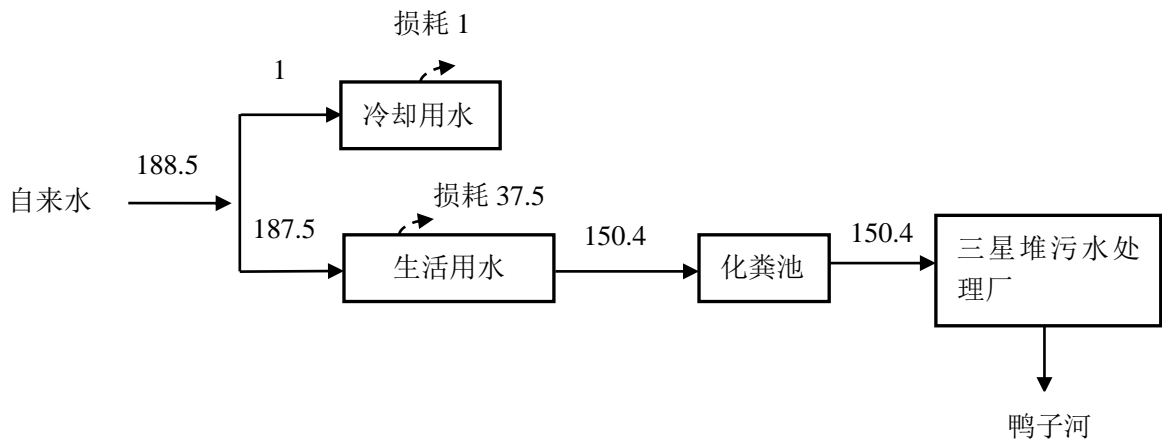 损耗 1
1
冷却用水
188.5
自来水
损耗 37.5
187.5
生活用水
150.4
化粪池
150.4
三星堆污水处
理厂
鸭子河